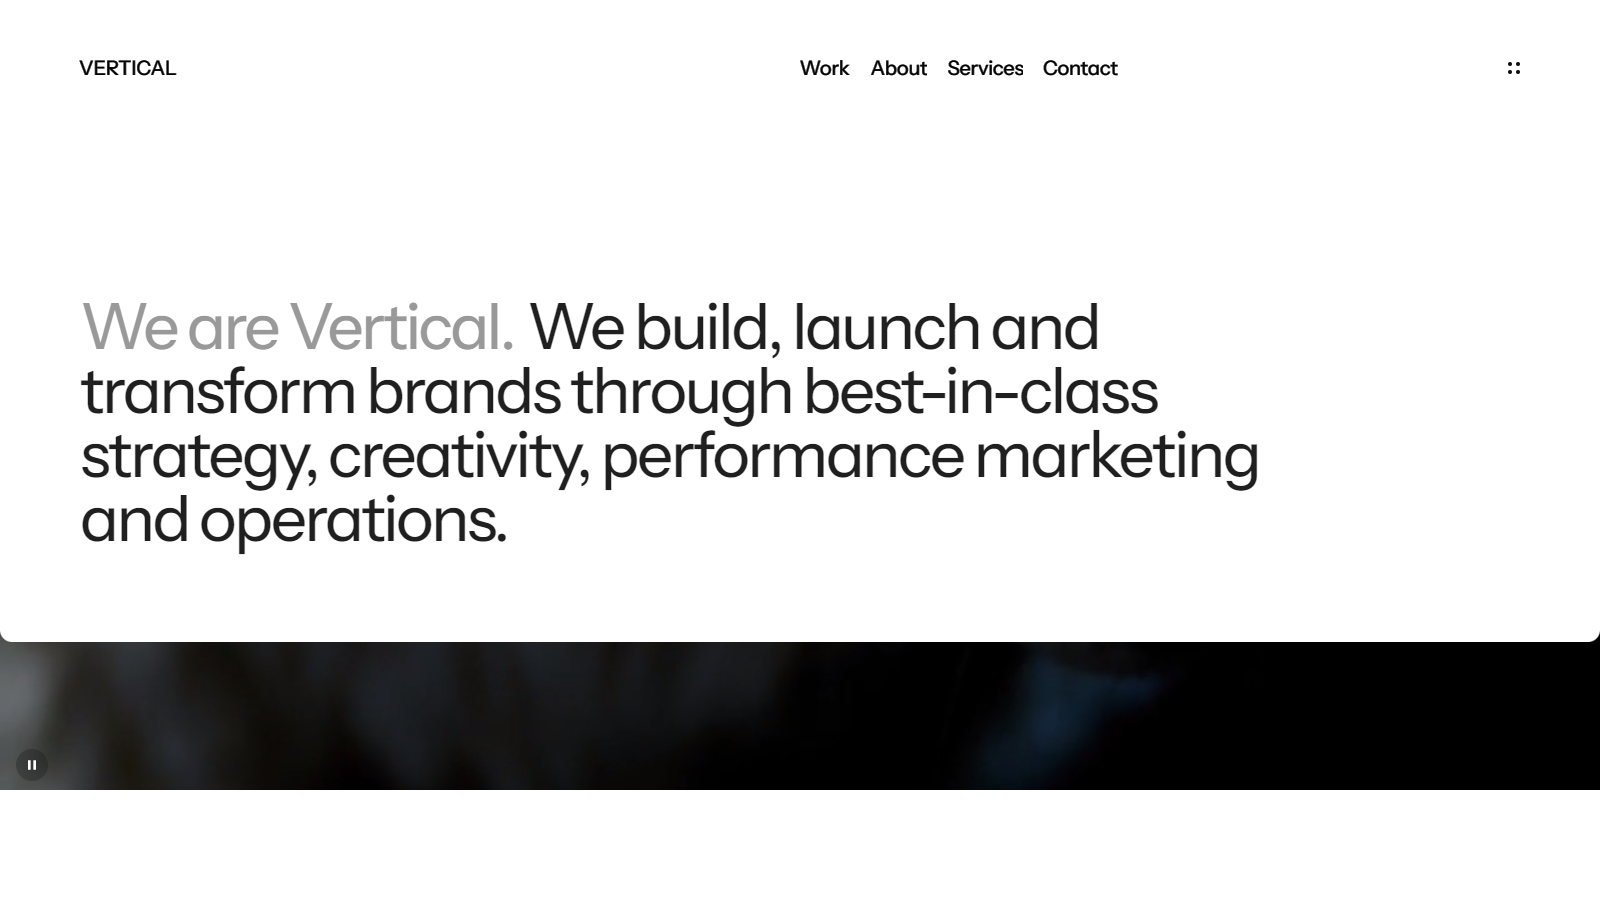 VERTICAL
Work About Services Contact
We are Vertical. We build, launch and
transform brands through best-in-class
strategy, creativity, performance marketing
and operations.